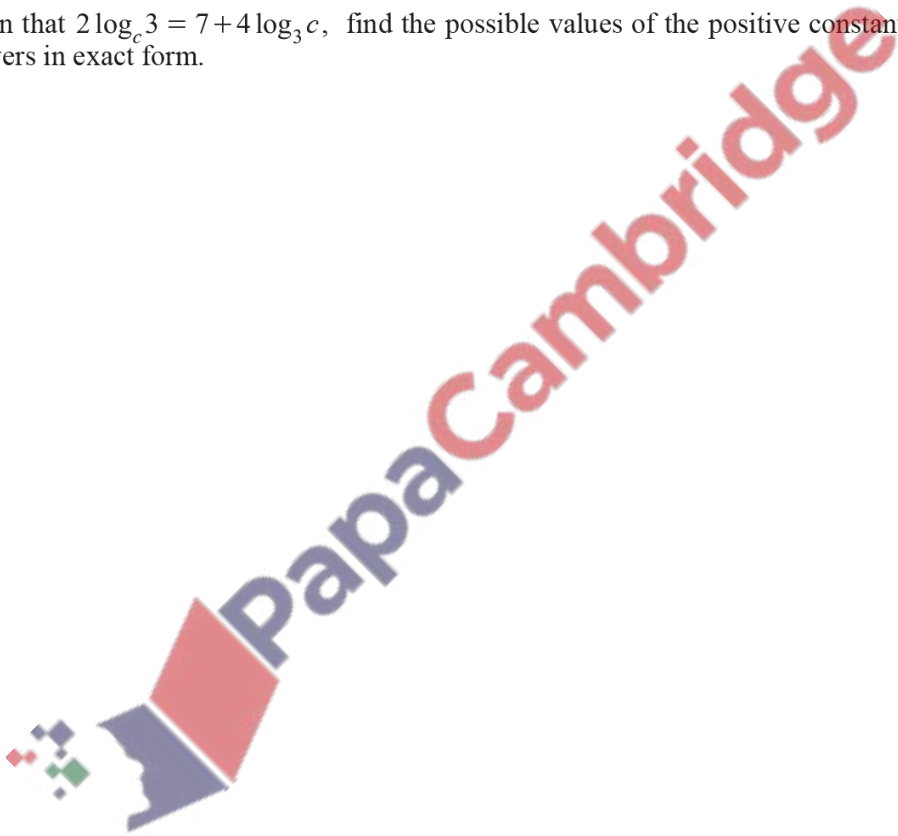 n that 2 log_c 3 = 7+4 log_3 c, find the possible values of the positive constan
ers in exact form.
PapaCambridge